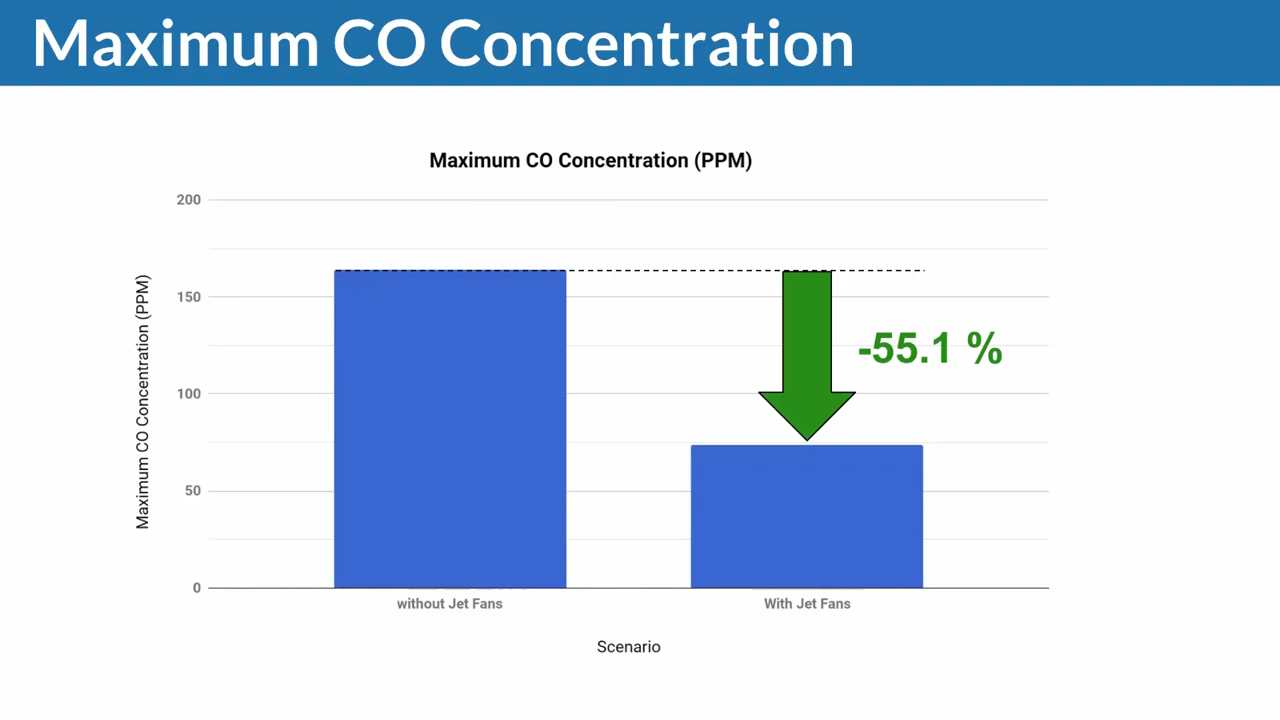 Maximum CO Concentration
Maximum CO Concentration (PPM)
Maximum CO Concentration (PPM)
200
150
100
50
0
-55.1 %
without Jet Fans
With Jet Fans
Scenario